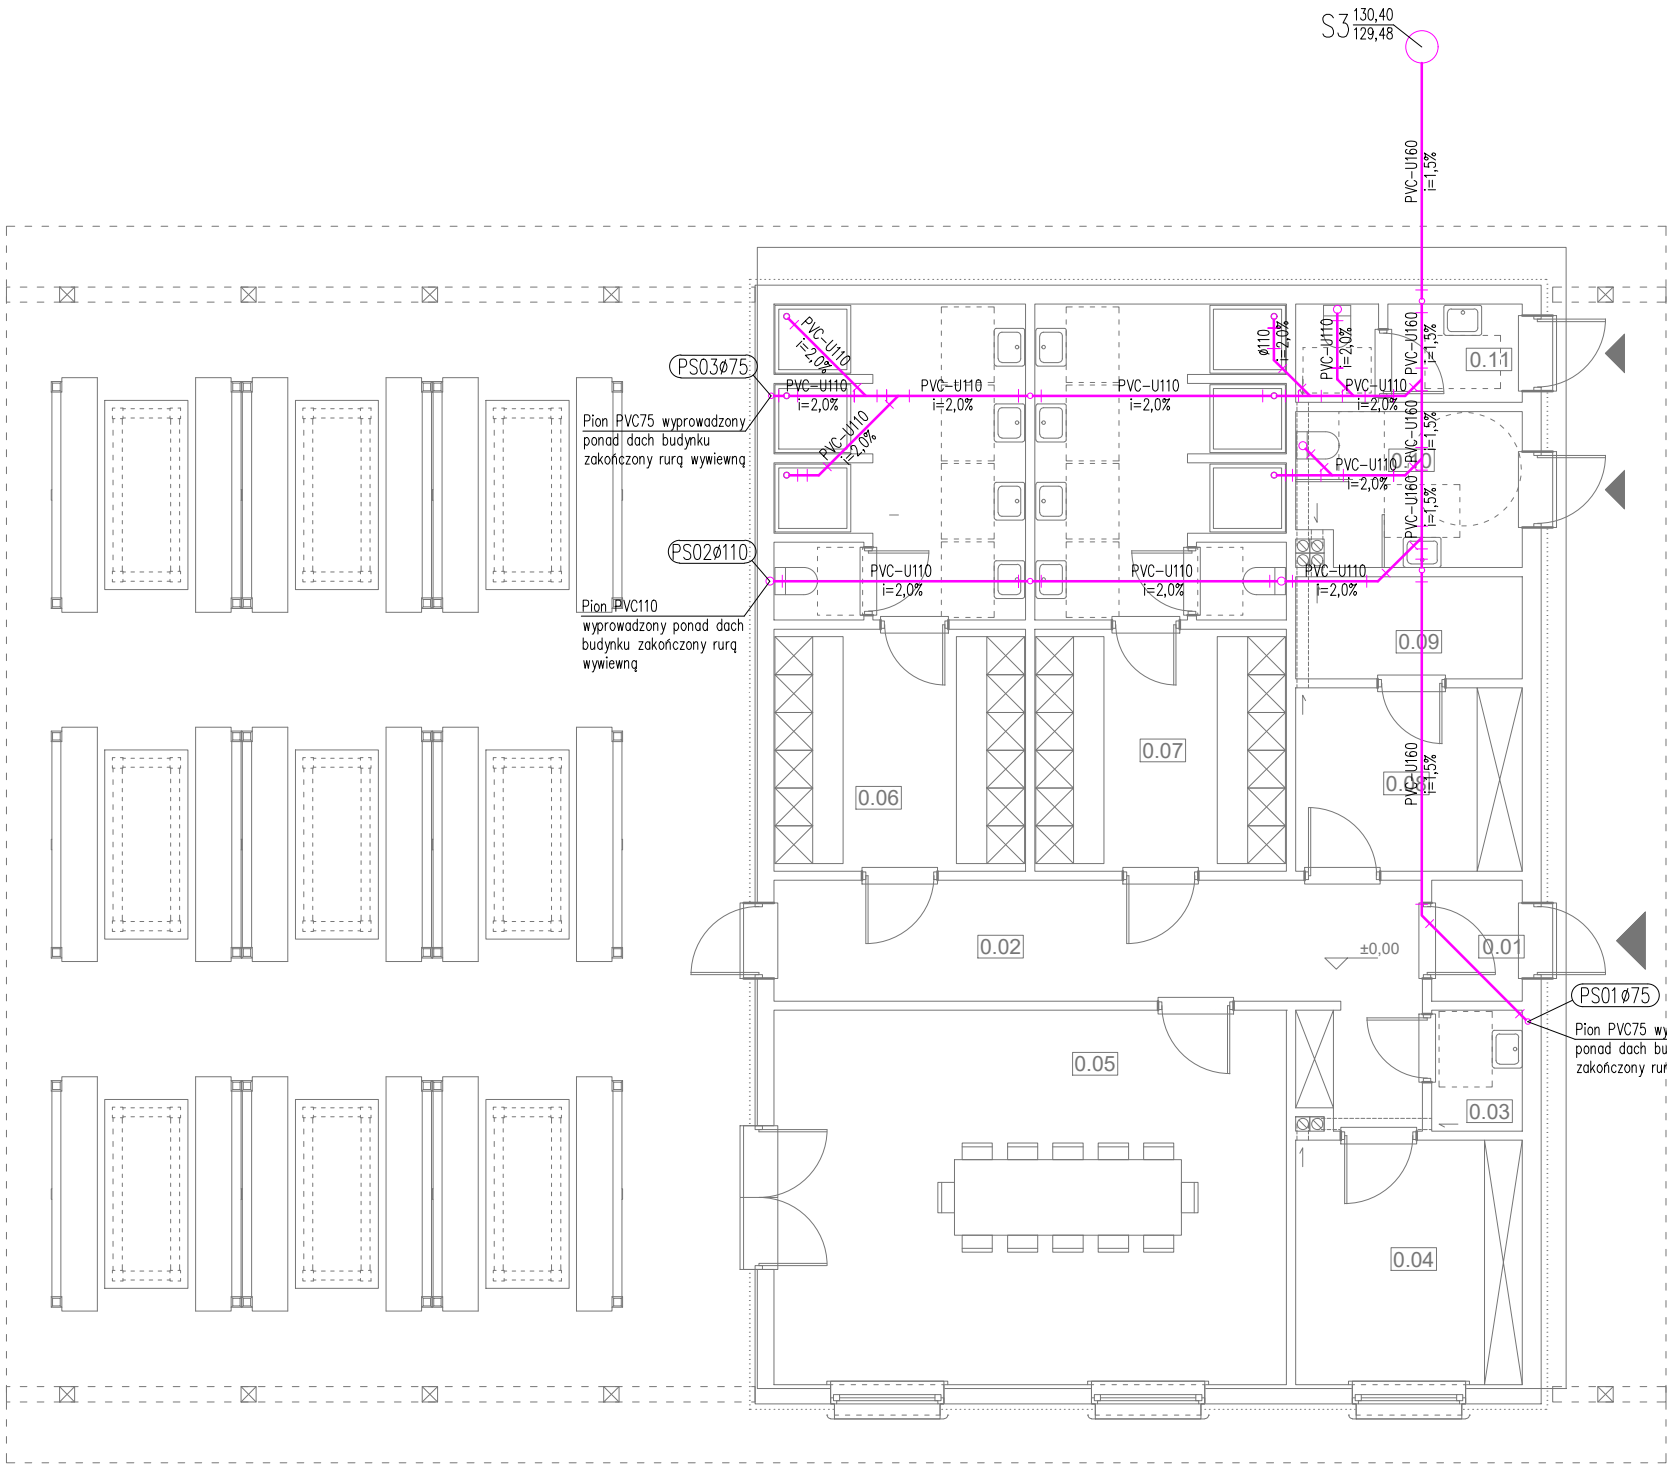 S3 130,40
129,48
PVC-U160
i=1,5%
PVC-U110
i=2,0%
ø110
i=2,0%
PVC-U110
i=2,0%
PVC-U160
i=1,5%
0.11
PS03ø75
PVC-U110
i=2,0%
PVC-U110
i=2,0%
PVC-U110
i=2,0%
PVC-U110
i=2,0%
Pion PVC75 wyprowadzony
ponad dach budynku
zakończony rurą wywiewną
PVC-U110
i=2,0%
PVC-U160
i=1,5%
PVC-U110
i=2,0%
PVC-U160
i=1,5%
PS02ø110
PVC-U110
i=2,0%
PVC-U110
i=2,0%
PVC-U110
i=2,0%
Pion PVC110
wyprowadzony ponad dach
budynku zakończony rurą
wywiewną
0.09
0.07
0.06
0.08
PVC-U160
i=1,5%
0.02
±0,00
0.01
PS01ø75
Pion PVC75 wy
ponad dach bu
zakończony rur
0.05
0.03
0.04